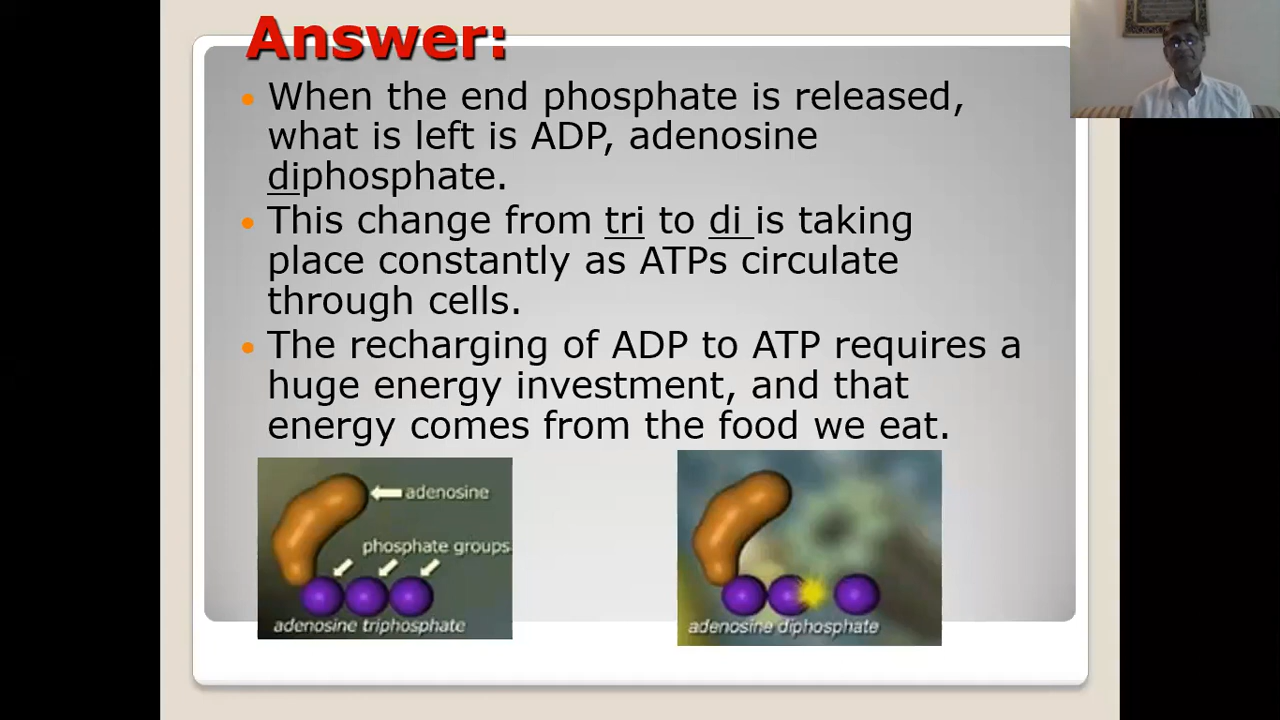 Answer:
When the end phosphate is released,
what is left is ADP, adenosine
diphosphate.
This change from tri to di is taking
place constantly as ATPs circulate
through cells.
The recharging of ADP to ATP requires a
huge energy investment, and that
energy comes from the food we eat.
adenosine
phosphate groups
adenosine triphosphate
adenosine diphosphate